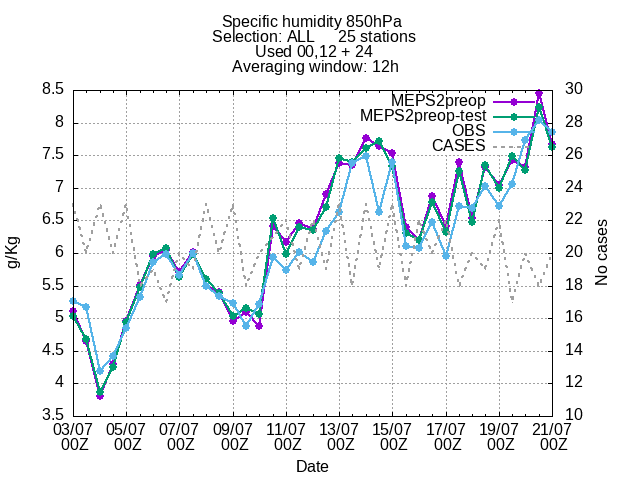 Specific humidity 850hPa
Selection: ALL     25 stations
Used 00,12 + 24
Averaging window: 12h
MEPS2preop
MEPS2preop-test
OBS
CASES
8.5
8
7.5
7
6.5
6
5.5
5
4.5
4
3.5
g/Kg
30
28
26
24
22
20
18
16
14
12
10
No cases
03/07 05/07 07/07 09/07 11/07 13/07 15/07 17/07 19/07 21/07
00Z 00Z 00Z 00Z 00Z 00Z 00Z 00Z 00Z 00Z
Date